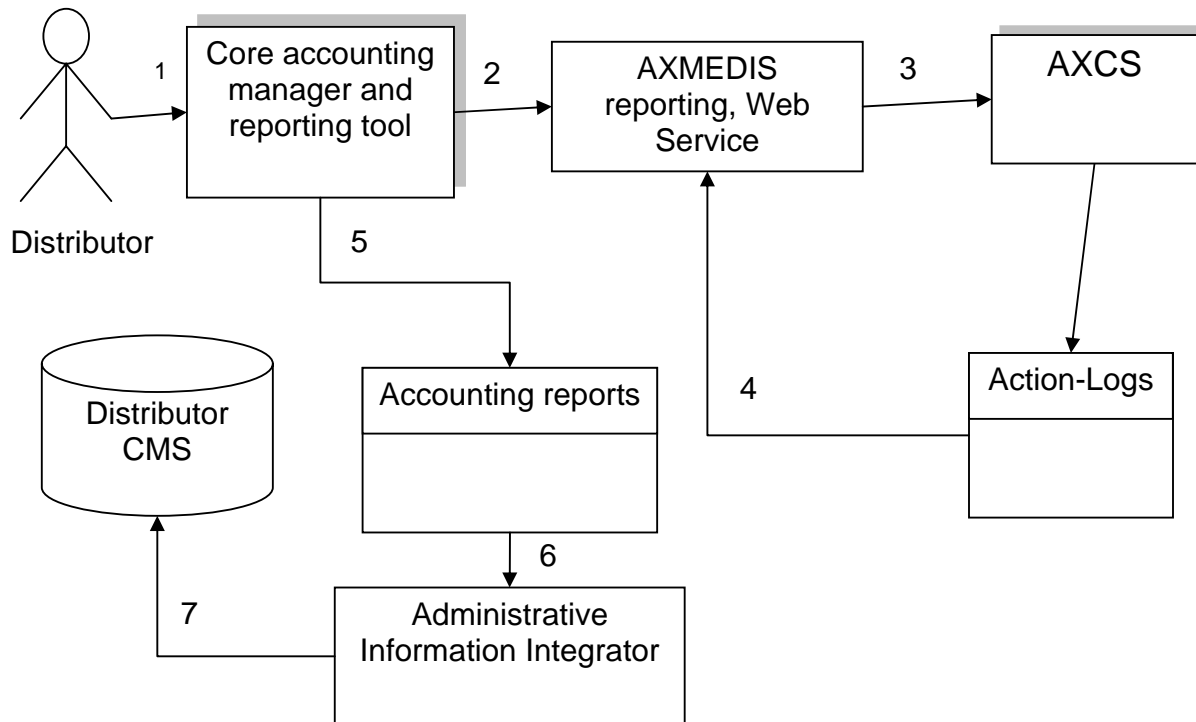 1
Core accounting
manager and
reporting tool
2
AXMEDIS
reporting, Web
Service
3
AXCS
Distributor
5
Distributor
CMS
Accounting reports
4
Action-Logs
6
7
Administrative
Information Integrator